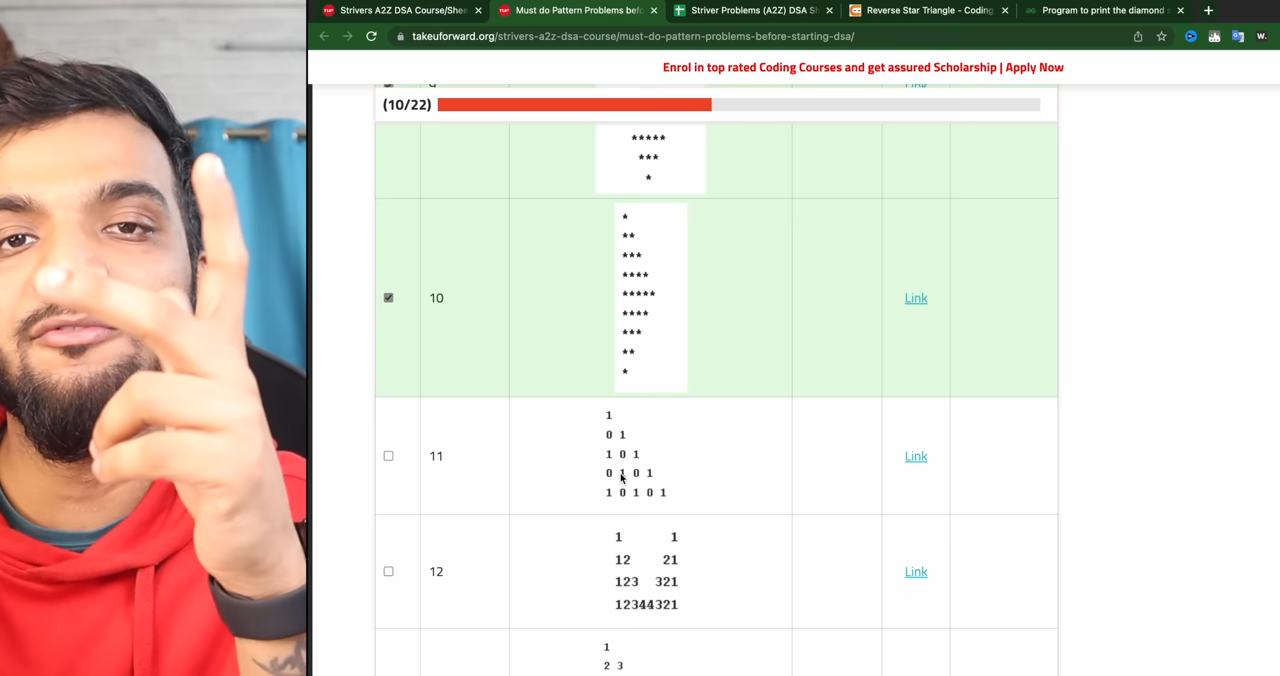 Strivers A2Z DSA Course/Shee
Must do Pattern Problems befo
Striver Problems (A2Z) DSA Sh
Reverse Star Triangle - Coding
Program to print the diamond s
takeuforward.org/strivers-a2z-dsa-course/must-do-pattern-problems-before-starting-dsa/
W.
Enrol in top rated Coding Courses and get assured Scholarship | Apply Now
(10/22)
*****
***
*
*
**
***
****
*****
****
***
**
*
10
Link
1
0 1
1 0 1
0 1 0 1
1 0 1 0 1
11
Link
1 1
12 21
123 321
12344321
12
Link
1
2 3